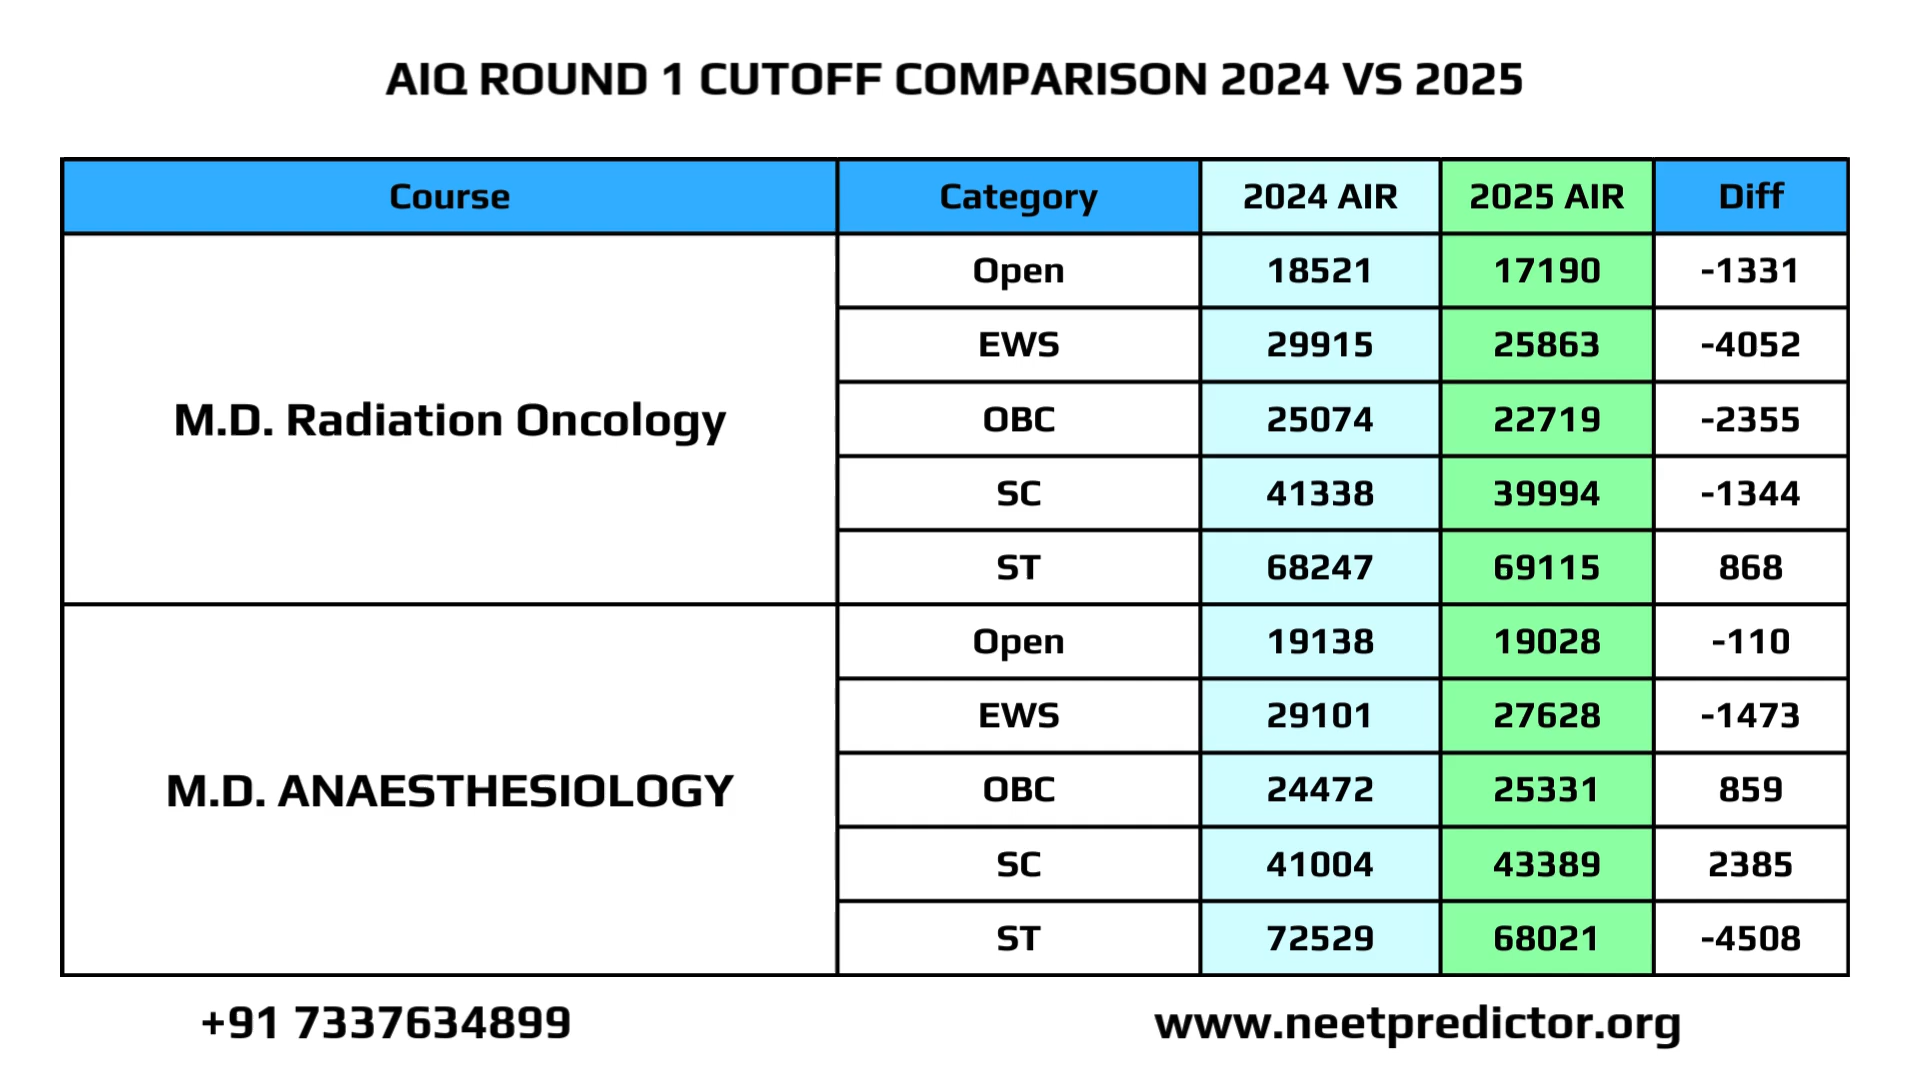 AIQ ROUND 1 CUTOFF COMPARISON 2024 VS 2025
Course Category 2024 AIR 2025 AIR Diff
M.D. Radiation Oncology
Open 18521 17190 -1331
EWS 29915 25863 -4052
OBC 25074 22719 -2355
SC 41338 39994 -1344
ST 68247 69115 868
M.D. ANAESTHESIOLOGY
Open 19138 19028 -110
EWS 29101 27628 -1473
OBC 24472 25331 859
SC 41004 43389 2385
ST 72529 68021 -4508
+91 7337634899 www.neetpredictor.org